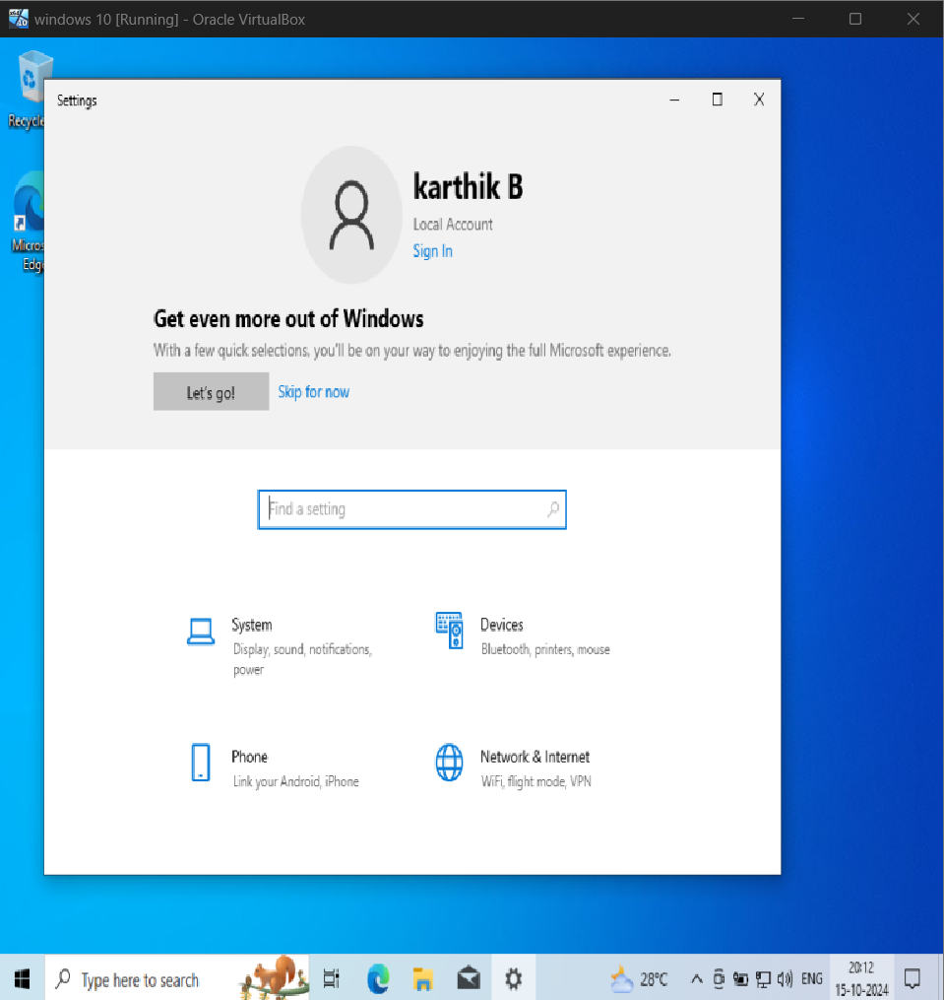 windows 10 [Running] - Oracle VirtualBox
Settings
karthik B
Local Account
Sign In
Get even more out of Windows
With a few quick selections, you'll be on your way to enjoying the full Microsoft experience.
Let's go!
Skip for now
Find a setting
System
Display, sound, notifications,
power
Devices
Bluetooth, printers, mouse
Phone
Link your Android, iPhone
Network & Internet
WiFi, flight mode, VPN
Recycle
Micros
Edge
Type here to search
28°C
ENG
20:12
15-10-2024